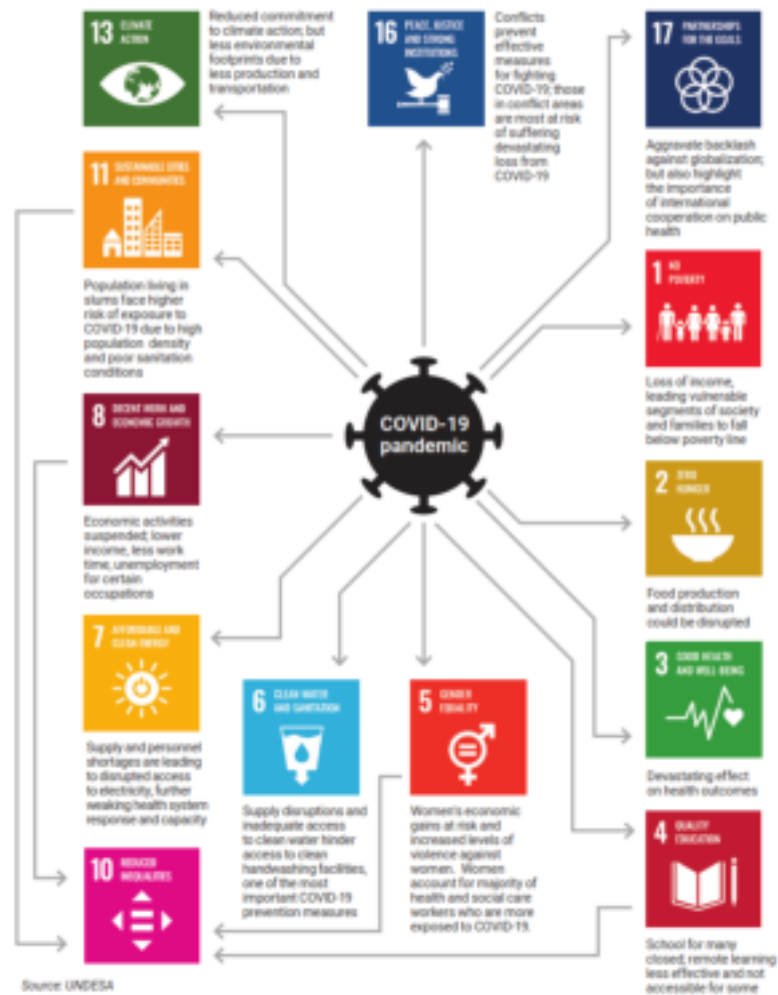 13 CLIMATE
ACTION
Reduced commitment
to climate action; but
less environmental
footprints due to
less production and
transportation
16 PEACE, JUSTICE
AND STRONG
INSTITUTIONS
Conflicts
prevent
effective
measures
for fighting
COVID-19; those
in conflict areas
are most at risk
of suffering
devastating
loss from
COVID-19
17 PARTNERSHIPS
FOR THE GOALS
Aggravate backlash
against globalization;
but also highlight
the importance
of international
cooperation on public
health
11 SUSTAINABLE CITIES
AND COMMUNITIES
Population living in
slums face higher
risk of exposure to
COVID-19 due to high
population density
and poor sanitation
conditions
1 NO
POVERTY
Loss of income,
leading vulnerable
segments of society
and families to fall
below poverty line
COVID-19
pandemic
8 DECENT WORK AND
ECONOMIC GROWTH
Economic activities
suspended; lower
income, less work
time, unemployment
for certain
occupations
2 ZERO
HUNGER
Food production
and distribution
could be disrupted
7 AFFORDABLE AND
CLEAN ENERGY
Supply and personnel
shortages are leading
to disrupted access
to electricity, further
weaking health system
response and capacity
6 CLEAN WATER
AND SANITATION
Supply disruptions and
inadequate access
to clean water hinder
access to clean
handwashing facilities,
one of the most
important COVID-19
prevention measures
5 GENDER
EQUALITY
Women's economic
gains at risk and
increased levels of
violence against
women. Women
account for majority of
health and social care
workers who are more
exposed to COVID-19.
3 GOOD HEALTH
AND WELL-BEING
Devastating effect
on health outcomes
4 QUALITY
EDUCATION
School for many
closed; remote learning
less effective and not
accessible for some
10 REDUCED
INEQUALITIES
Source: UNDESA